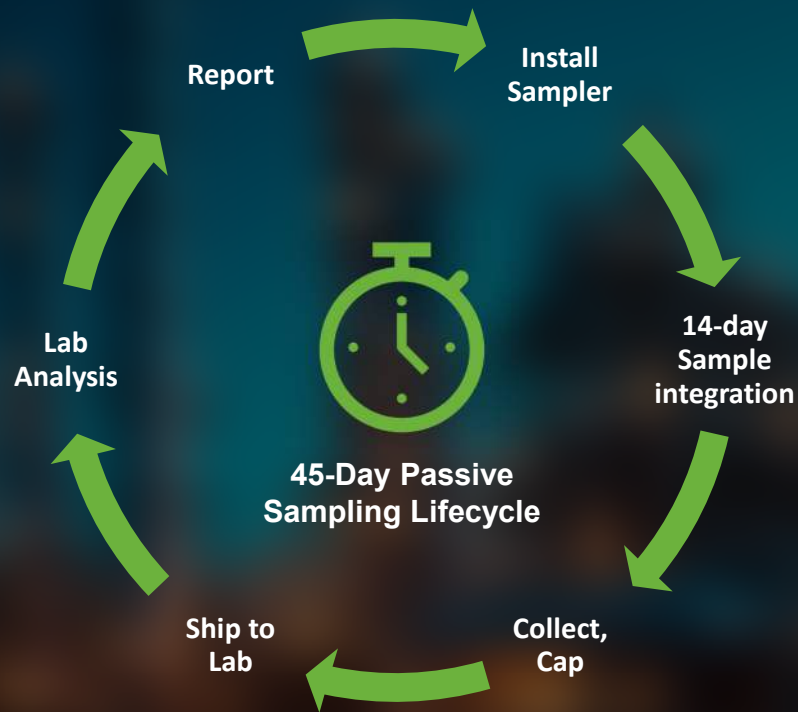 Report
Install
Sampler
14-day
Sample
integration
Collect,
Cap
Ship to
Lab
Lab
Analysis
45-Day Passive
Sampling Lifecycle